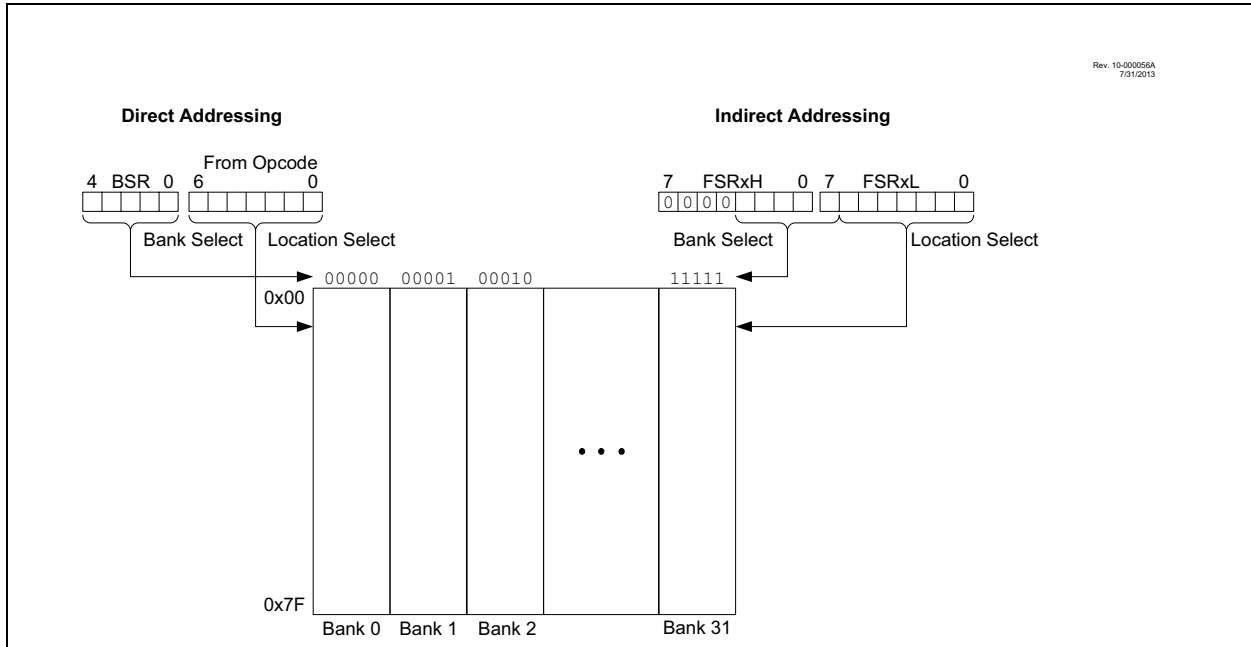 Rev. 10-000056A
7/31/2013
Direct Addressing
Indirect Addressing
From Opcode
4 BSR 0 6 0
7 FSRxH 0 7 FSRxL 0
0 0 0 0
Bank Select Location Select
Bank Select Location Select
00000 00001 00010 11111
0x00
• • •
0x7F
Bank 0 Bank 1 Bank 2 Bank 31